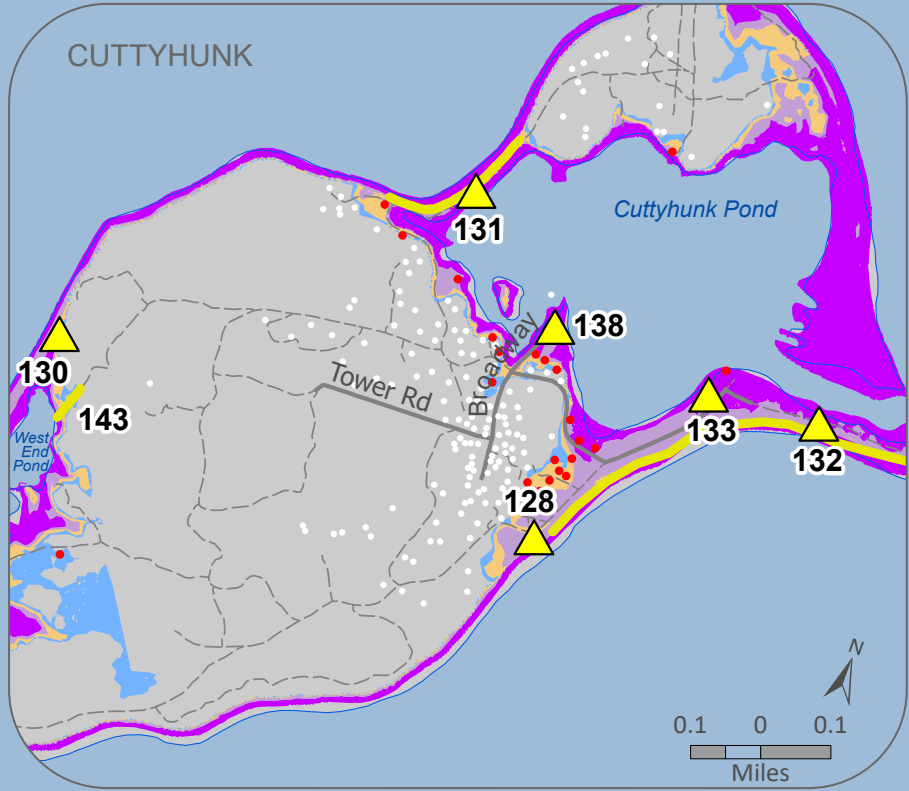 CUTTYHUNK
Cuttyhunk Pond
131
138
Broadway
130
Tower Rd
143
133
132
West
End
Pond
128
N
0.1 0 0.1
Miles